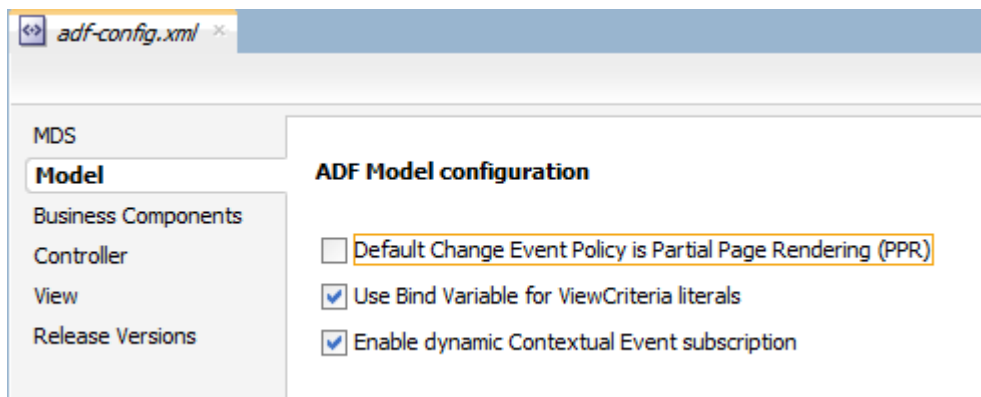 adf-config.xml
MDS
Model
Business Components
Controller
View
Release Versions
ADF Model configuration
Default Change Event Policy is Partial Page Rendering (PPR)
Use Bind Variable for ViewCriteria literals
Enable dynamic Contextual Event subscription